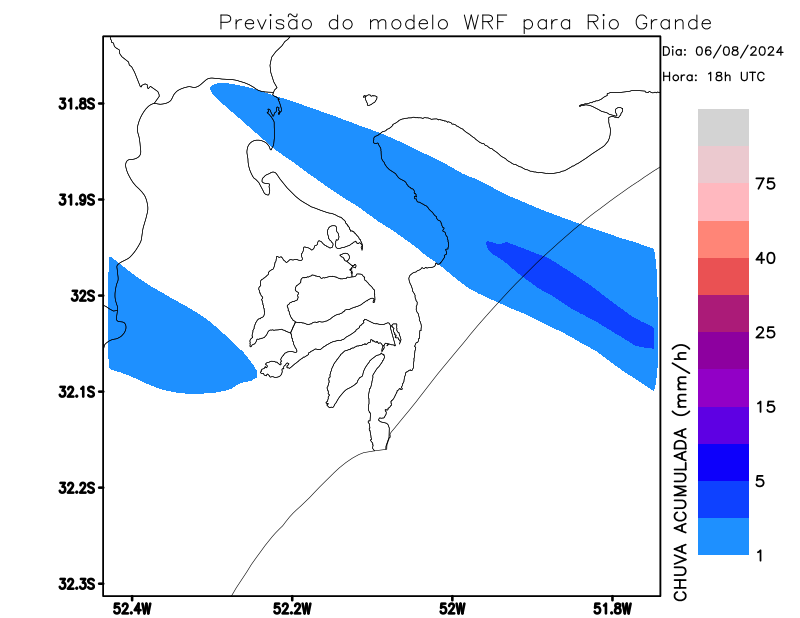 Previsão do modelo WRF para Rio Grande
Dia: 06/08/2024
Hora: 18h UTC
31.8S
31.9S
32S
32.1S
32.2S
32.3S
52.4W
52.2W
52W
51.8W
CHUVA ACUMULADA (mm/h)
75
40
25
15
5
1